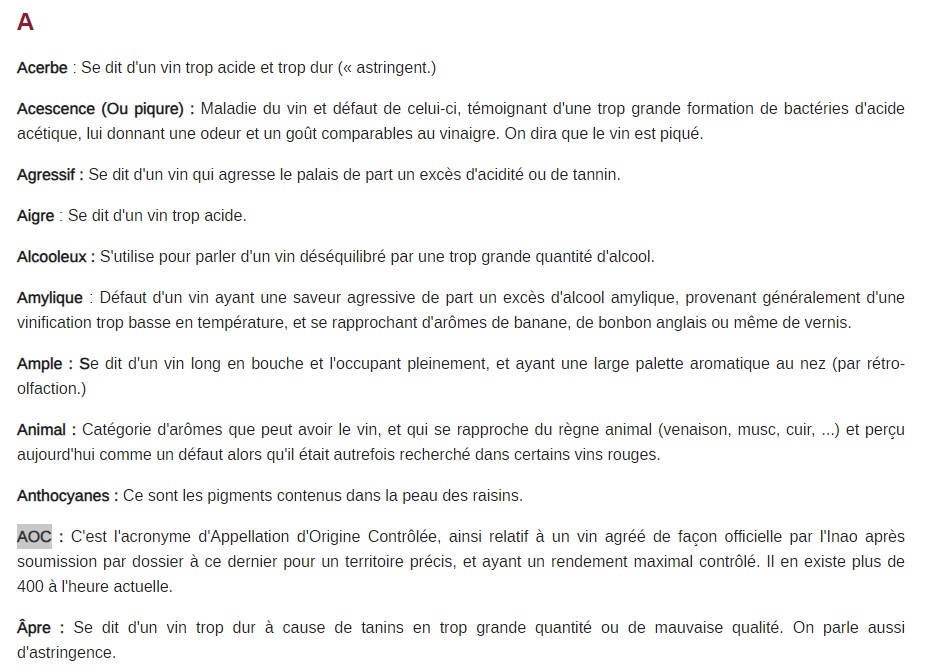 A
Acerbe : Se dit d'un vin trop acide et trop dur (« astringent.)
Acescence (Ou piqure) : Maladie du vin et défaut de celui-ci, témoignant d'une trop grande formation de bactéries d'acide
acétique, lui donnant une odeur et un goût comparables au vinaigre. On dira que le vin est piqué.
Agressif : Se dit d'un vin qui agresse le palais de part un excès d'acidité ou de tannin.
Aigre : Se dit d'un vin trop acide.
Alcooleux : S'utilise pour parler d'un vin déséquilibré par une trop grande quantité d'alcool.
Amylique : Défaut d'un vin ayant une saveur agressive de part un excès d'alcool amylique, provenant généralement d'une
vinification trop basse en température, et se rapprochant d'arômes de banane, de bonbon anglais ou même de vernis.
Ample : Se dit d'un vin long en bouche et l'occupant pleinement, et ayant une large palette aromatique au nez (par rétro-
olfaction.)
Animal : Catégorie d'arômes que peut avoir le vin, et qui se rapproche du règne animal (venaison, musc, cuir, ...) et perçu
aujourd'hui comme un défaut alors qu'il était autrefois recherché dans certains vins rouges.
Anthocyanes : Ce sont les pigments contenus dans la peau des raisins.
AOC : C'est l'acronyme d'Appellation d'Origine Contrôlée, ainsi relatif à un vin agréé de façon officielle par l'Inao après
soumission par dossier à ce dernier pour un territoire précis, et ayant un rendement maximal contrôlé. Il en existe plus de
400 à l'heure actuelle.
Âpre : Se dit d'un vin trop dur à cause de tanins en trop grande quantité ou de mauvaise qualité. On parle aussi
d'astringence.